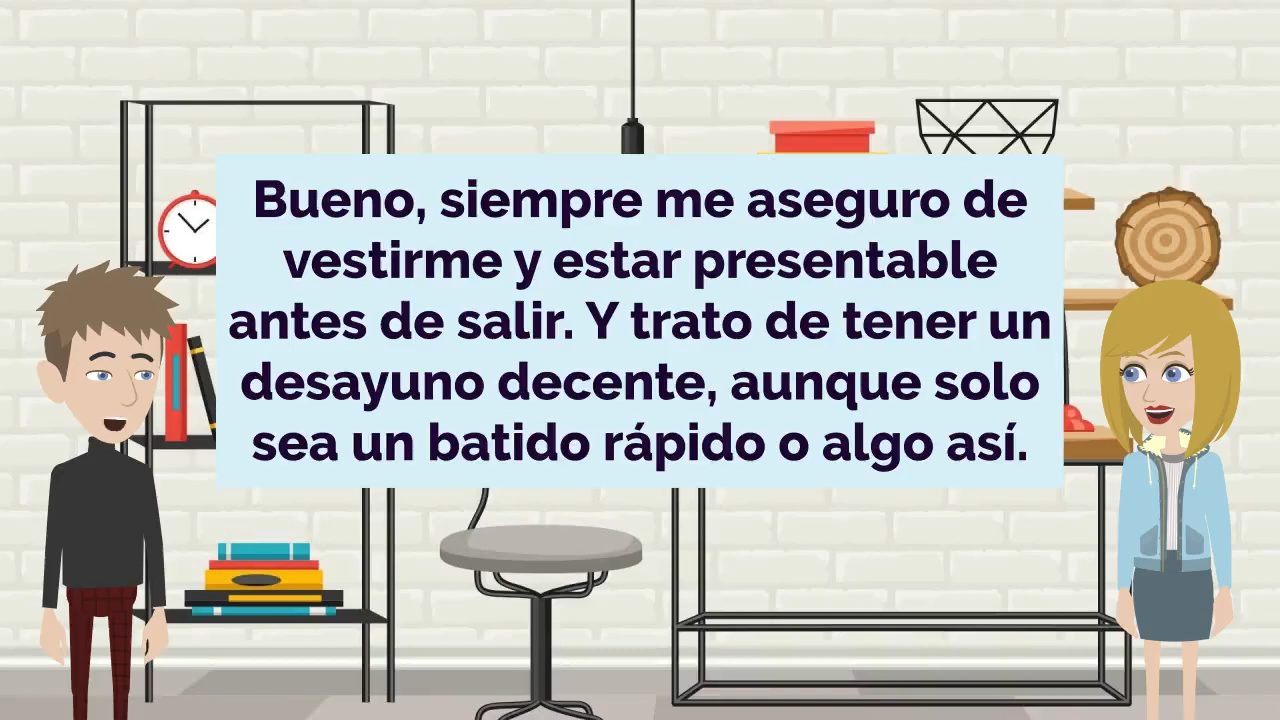 Bueno, siempre me aseguro de
vestirme y estar presentable
antes de salir. Y trato de tener un
desayuno decente, aunque solo
sea un batido rápido o algo así.